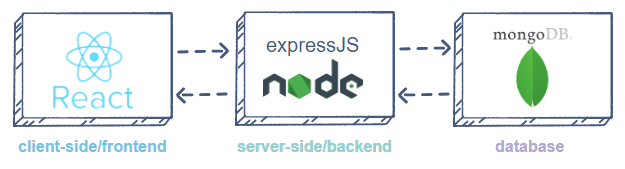 React
expressJS
node
mongoDB.
client-side/frontend
server-side/backend
database